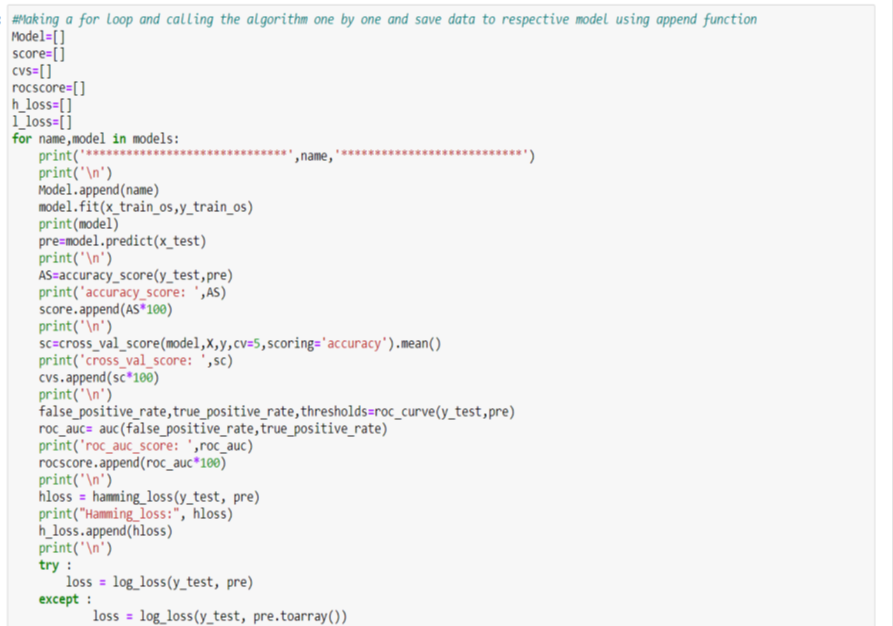 #Making a for loop and calling the algorithm one by one and save data to respective model using append function
Model=[]
score=[]
cvs=[]
rocscore=[]
h_loss=[]
l_loss=[]
for name,model in models:
    print('******************************',name,'***************************')
    print('\n')
    Model.append(name)
    model.fit(x_train_os,y_train_os)
    print(model)
    pre=model.predict(x_test)
    print('\n')
    AS=accuracy_score(y_test,pre)
    print('accuracy_score: ',AS)
    score.append(AS*100)
    print('\n')
    sc=cross_val_score(model,X,y,cv=5,scoring='accuracy').mean()
    print('cross_val_score: ',sc)
    cvs.append(sc*100)
    print('\n')
    false_positive_rate,true_positive_rate,thresholds=roc_curve(y_test,pre)
    roc_auc= auc(false_positive_rate,true_positive_rate)
    print('roc_auc_score: ',roc_auc)
    rocscore.append(roc_auc*100)
    print('\n')
    hloss = hamming_loss(y_test, pre)
    print("Hamming_loss:", hloss)
    h_loss.append(hloss)
    print('\n')
    try :
        loss = log_loss(y_test, pre)
    except :
            loss = log_loss(y_test, pre.toarray())